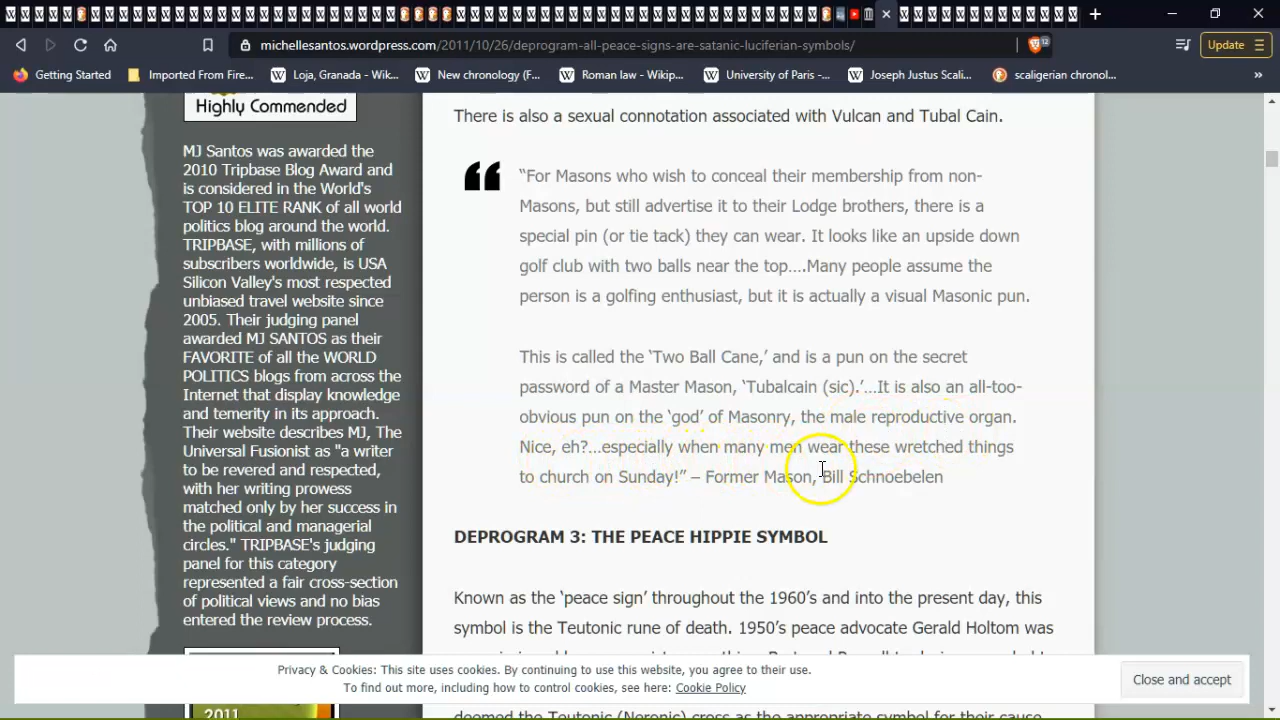 michellesantos.wordpress.com/2011/10/26/deprogram-all-peace-signs-are-satanic-luciferian-symbols/
12
Update
Getting Started
Imported From Fire...
Loja, Granada - Wik...
New chronology (F...
Roman law - Wikip...
University of Paris -...
Joseph Justus Scali...
scaligerian chronol...
»
Highly Commended
MJ Santos was awarded the
2010 Tripbase Blog Award and
is considered in the World's
TOP 10 ELITE RANK of all world
politics blog around the world.
TRIPBASE, with millions of
subscribers worldwide, is USA
Silicon Valley's most respected
unbiased travel website since
2005. Their judging panel
awarded MJ SANTOS as their
FAVORITE of all the WORLD
POLITICS blogs from across the
Internet that display knowledge
and temerity in its approach.
Their website describes MJ, The
Universal Fusionist as "a writer
to be revered and respected,
with her writing prowess
matched only by her success in
the political and managerial
circles." TRIPBASE's judging
panel for this category
represented a fair cross-section
of political views and no bias
entered the review process.
2011
There is also a sexual connotation associated with Vulcan and Tubal Cain.
“For Masons who wish to conceal their membership from non-
Masons, but still advertise it to their Lodge brothers, there is a
special pin (or tie tack) they can wear. It looks like an upside down
golf club with two balls near the top….Many people assume the
person is a golfing enthusiast, but it is actually a visual Masonic pun.
This is called the ‘Two Ball Cane,’ and is a pun on the secret
password of a Master Mason, ‘Tubalcain (sic).’…It is also an all-too-
obvious pun on the ‘god’ of Masonry, the male reproductive organ.
Nice, eh?…especially when many men wear these wretched things
to church on Sunday!” – Former Mason, Bill Schnoebelen
DEPROGRAM 3: THE PEACE HIPPIE SYMBOL
Known as the ‘peace sign’ throughout the 1960’s and into the present day, this
symbol is the Teutonic rune of death. 1950’s peace advocate Gerald Holtom was
deemed the Teutonic (Neronic) cross as the appropriate symbol for their cause
Privacy & Cookies: This site uses cookies. By continuing to use this website, you agree to their use.
To find out more, including how to control cookies, see here: Cookie Policy
Close and accept